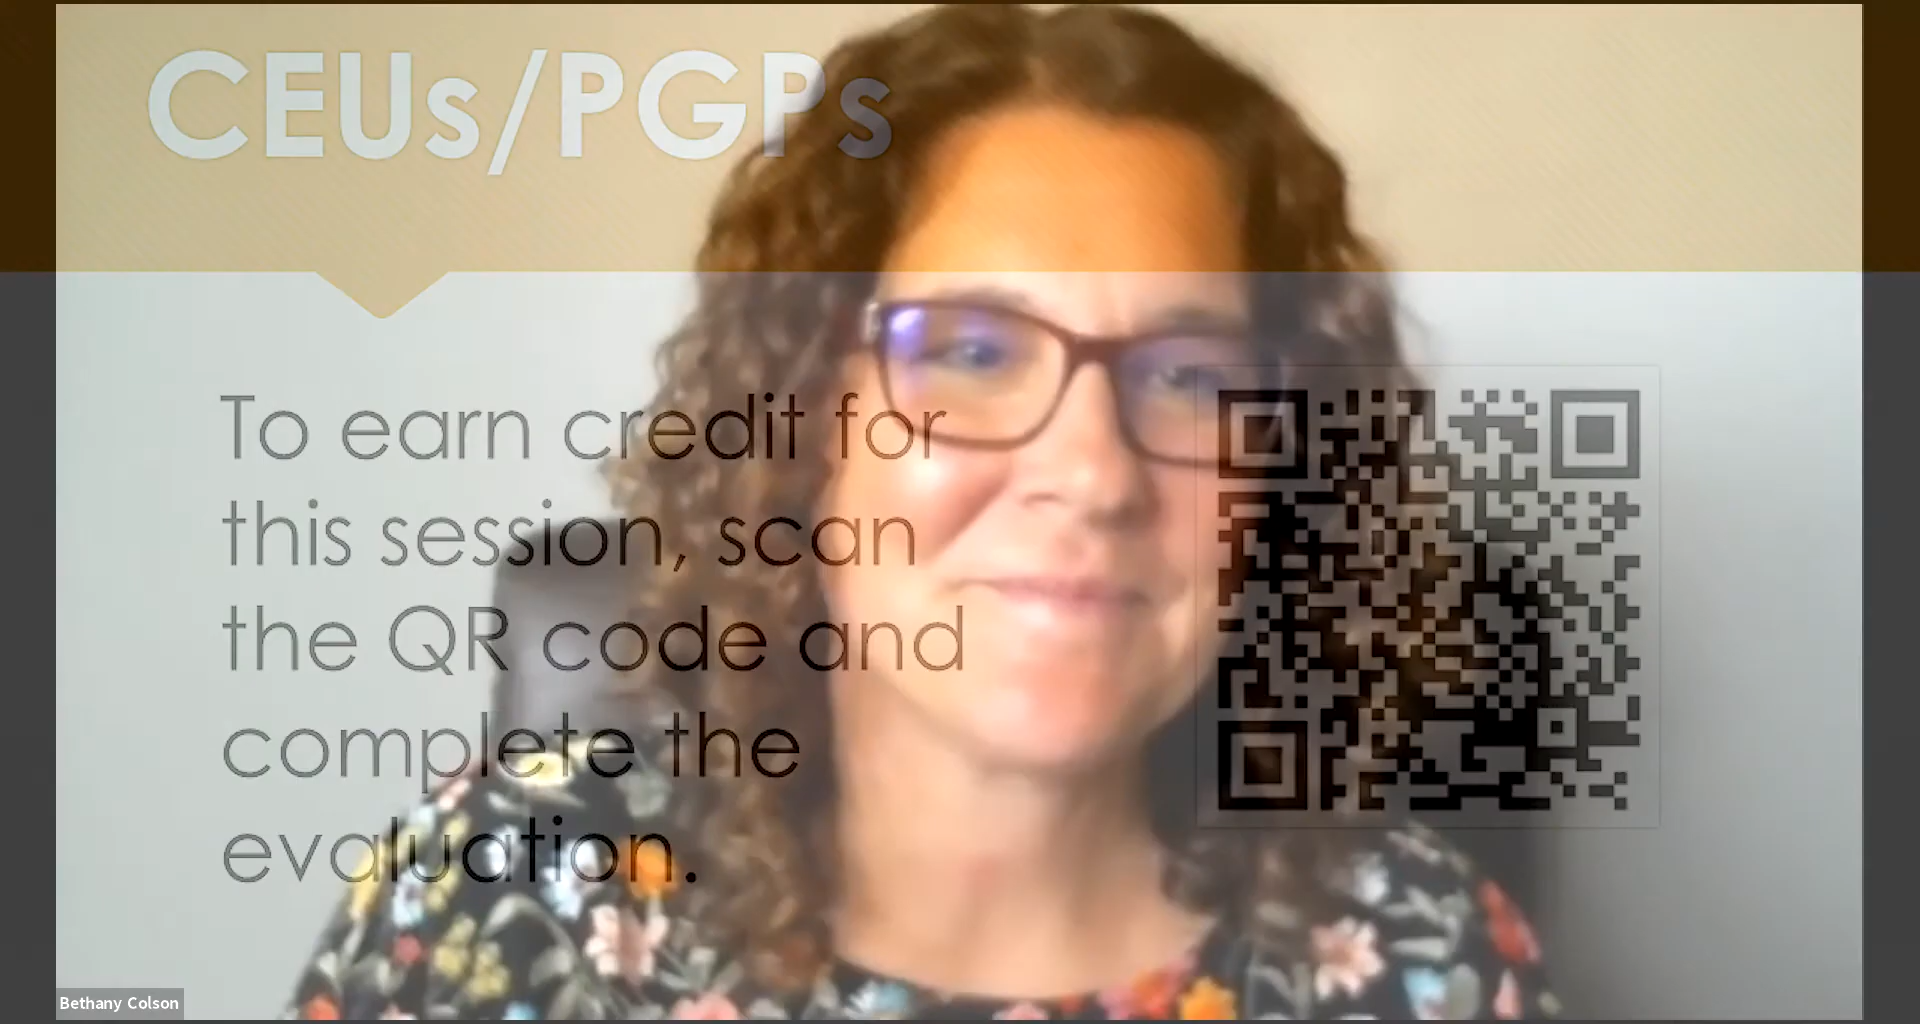 CEUs/PGPs
To earn credit for
this session, scan
the QR code and
complete the
evaluation.
Bethany Colson